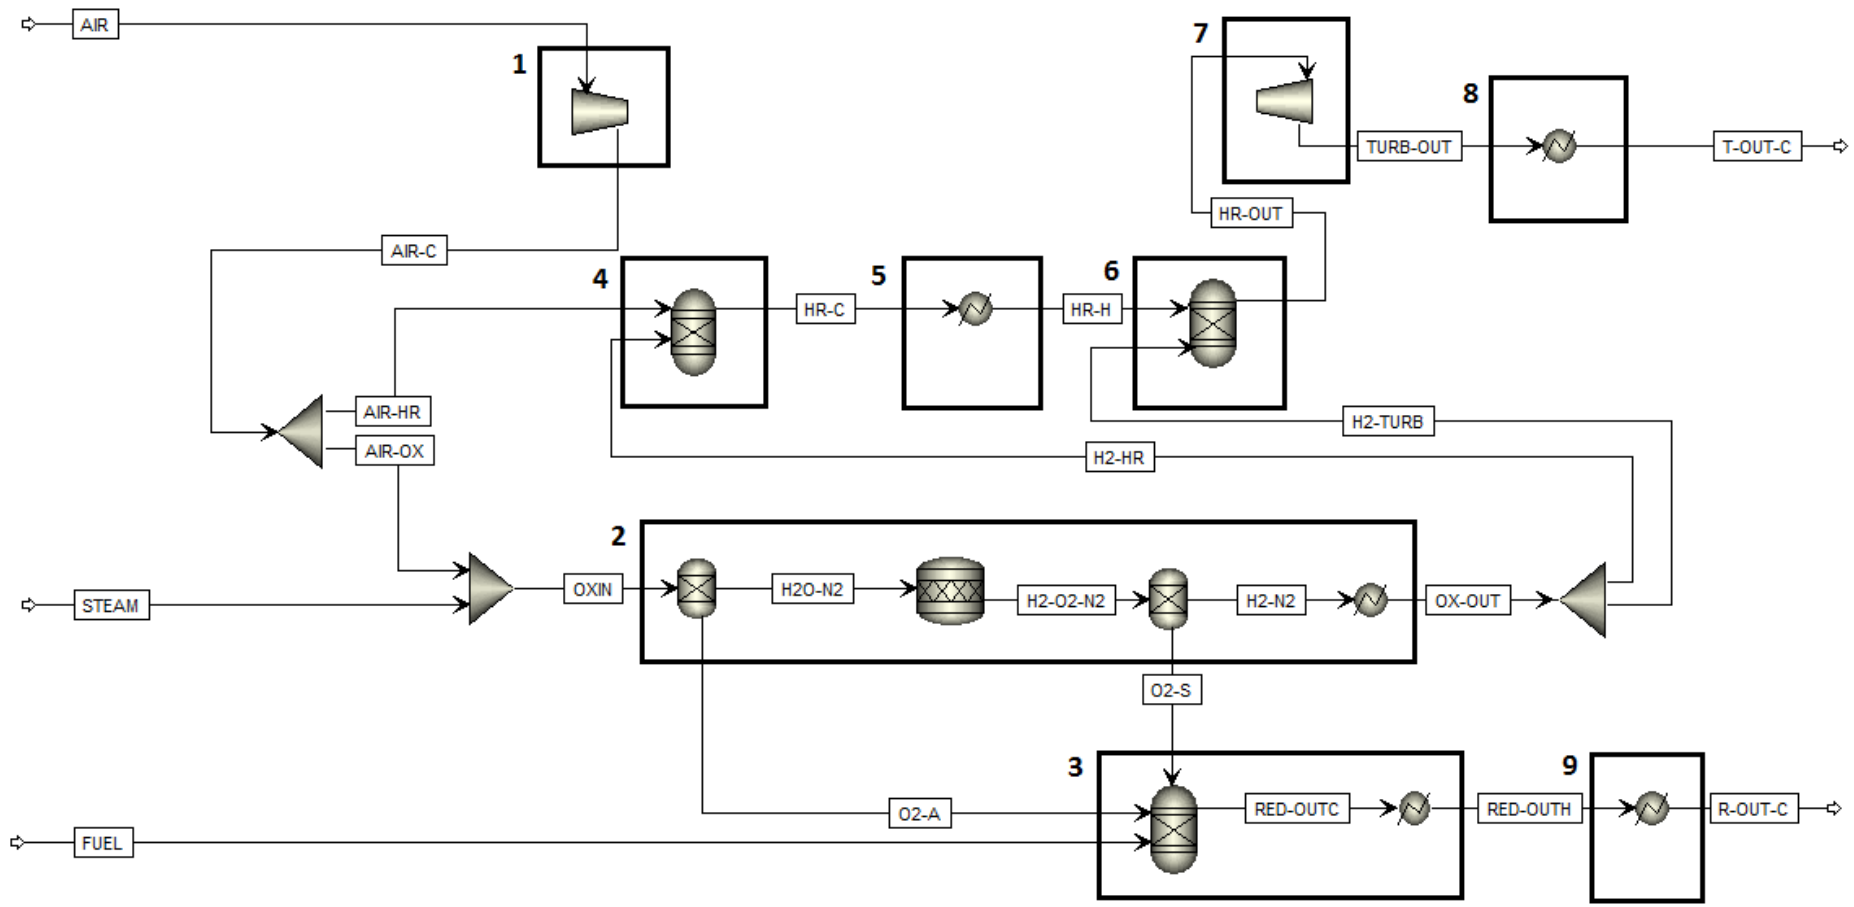 AIR
1
7
8
TURB-OUT
T-OUT-C
HR-OUT
AIR-C
4
5
6
HR-C
HR-H
AIR-HR
H2-TURB
AIR-OX
H2-HR
2
OXIN
H2O-N2
H2-O2-N2
H2-N2
OX-OUT
STEAM
O2-S
3
9
O2-A
RED-OUTC
RED-OUTH
R-OUT-C
FUEL